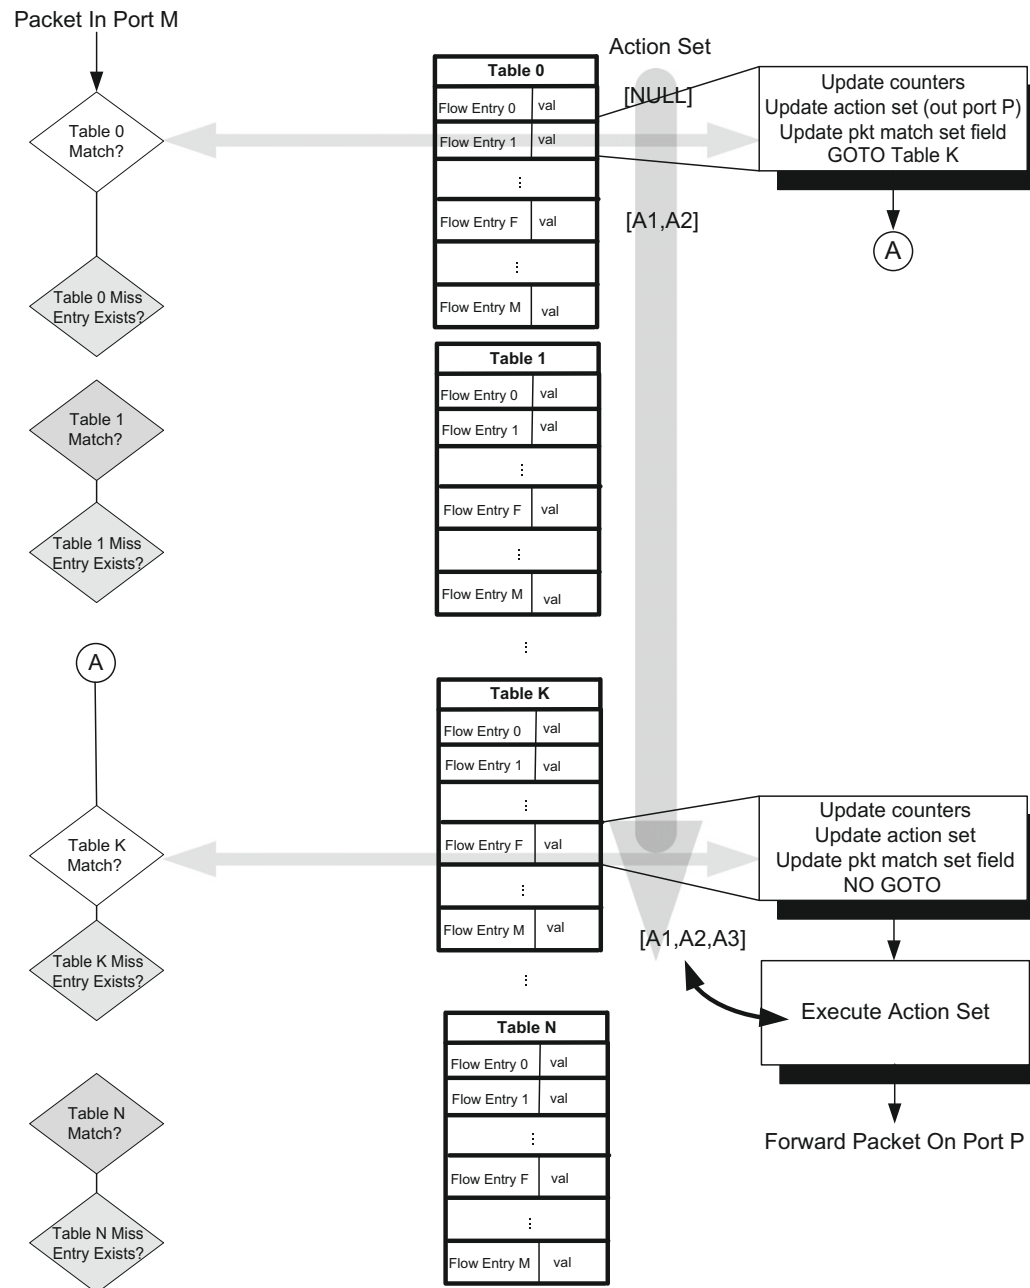 Packet In Port M
Table 0
Match?
Table 0 Miss
Entry Exists?
Table 1
Match?
Table 1 Miss
Entry Exists?
A
Table K
Match?
Table K Miss
Entry Exists?
Table N
Match?
Table N Miss
Entry Exists?
Table 0
Flow Entry 0 val
Flow Entry 1 val
⋮
Flow Entry F val
⋮
Flow Entry M val
Table 1
Flow Entry 0 val
Flow Entry 1 val
⋮
Flow Entry F val
⋮
Flow Entry M val
⋮
Table K
Flow Entry 0 val
Flow Entry 1 val
⋮
Flow Entry F val
⋮
Flow Entry M val
⋮
Table N
Flow Entry 0 val
Flow Entry 1 val
⋮
Flow Entry F val
⋮
Flow Entry M val
Action Set
[NULL]
[A1,A2]
[A1,A2,A3]
Update counters
Update action set (out port P)
Update pkt match set field
GOTO Table K
A
Update counters
Update action set
Update pkt match set field
NO GOTO
Execute Action Set
Forward Packet On Port P